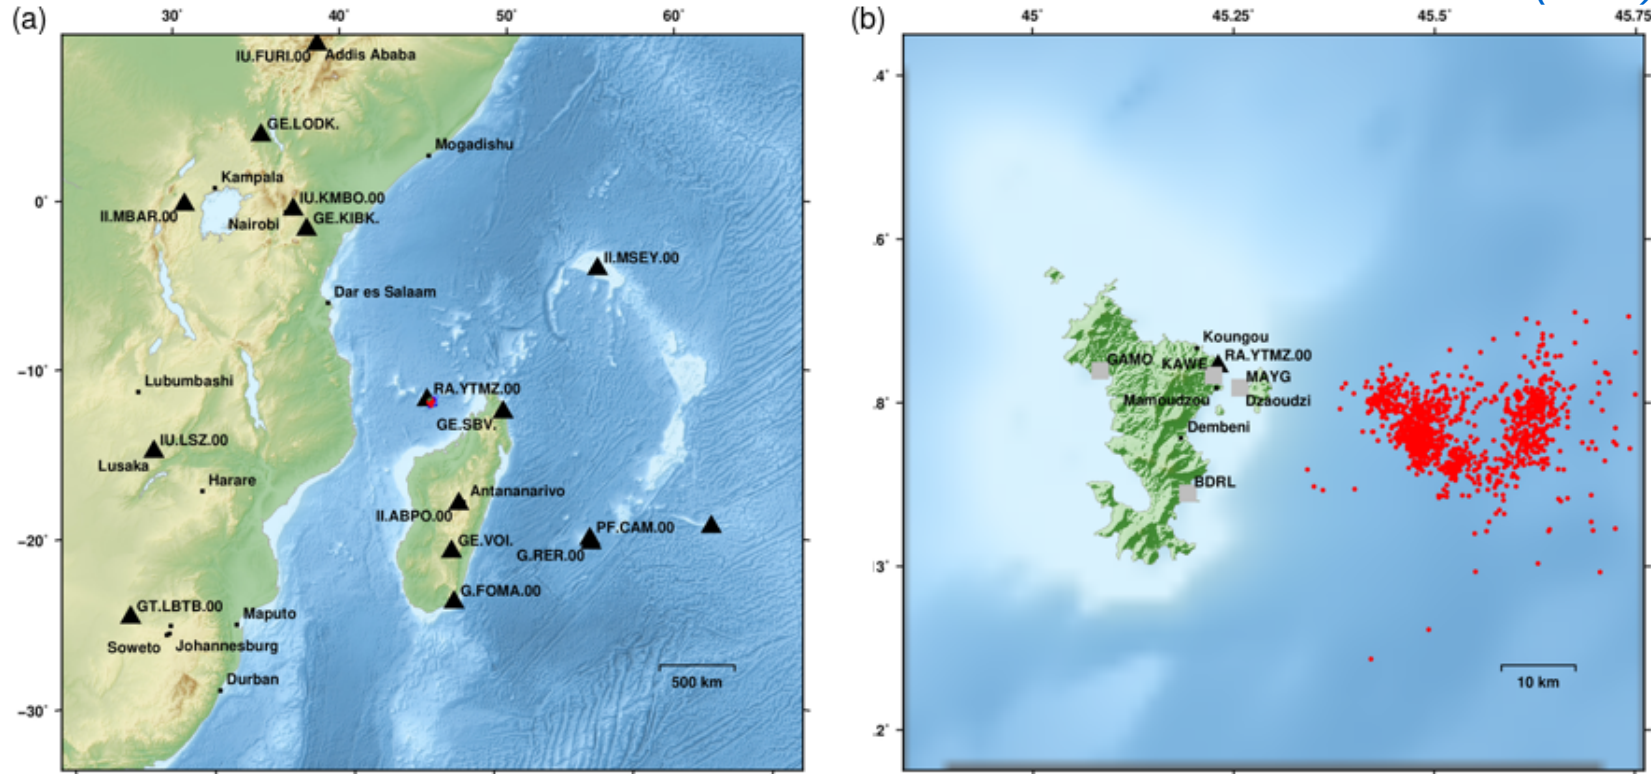 (a)
30°
40°
50°
60°
IU.FURI.00
Addis Ababa
GE.LODK.
Mogadishu
Kampala
0°
IU.KMBO.00
II.MBAR.00
Nairobi
GE.KIBK.
II.MSEY.00
Dar es Salaam
−10°
Lubumbashi
RA.YTMZ.00
GE.SBV.
IU.LSZ.00
Lusaka
Harare
Antananarivo
II.ABPO.00
PF.CAM.00
−20°
GE.VOI.
G.RER.00
G.FOMA.00
GT.LBTB.00
Maputo
Soweto
Johannesburg
500 km
Durban
−30°
(b)
45°
45.25°
45.5°
45.75
.4°
.6°
Koungou
RA.YTMZ.00
GAMO
KAWE
MAYG
.8°
Mamoudzou
Dzaoudzi
Dembeni
BDRL
3°
10 km
.2°